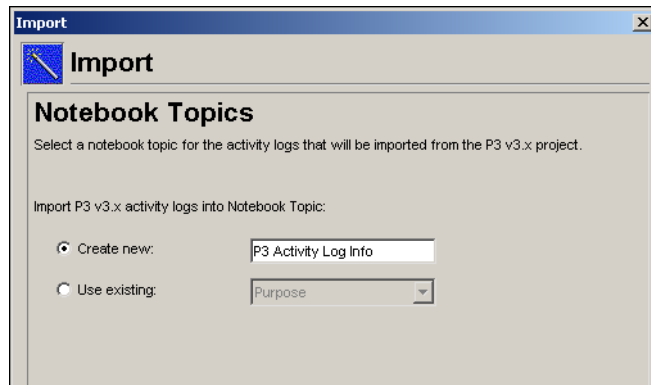 Import
Import
Notebook Topics
Select a notebook topic for the activity logs that will be imported from the P3 v3.x project.
Import P3 v3.x activity logs into Notebook Topic:
Create new: P3 Activity Log Info
Use existing: Purpose